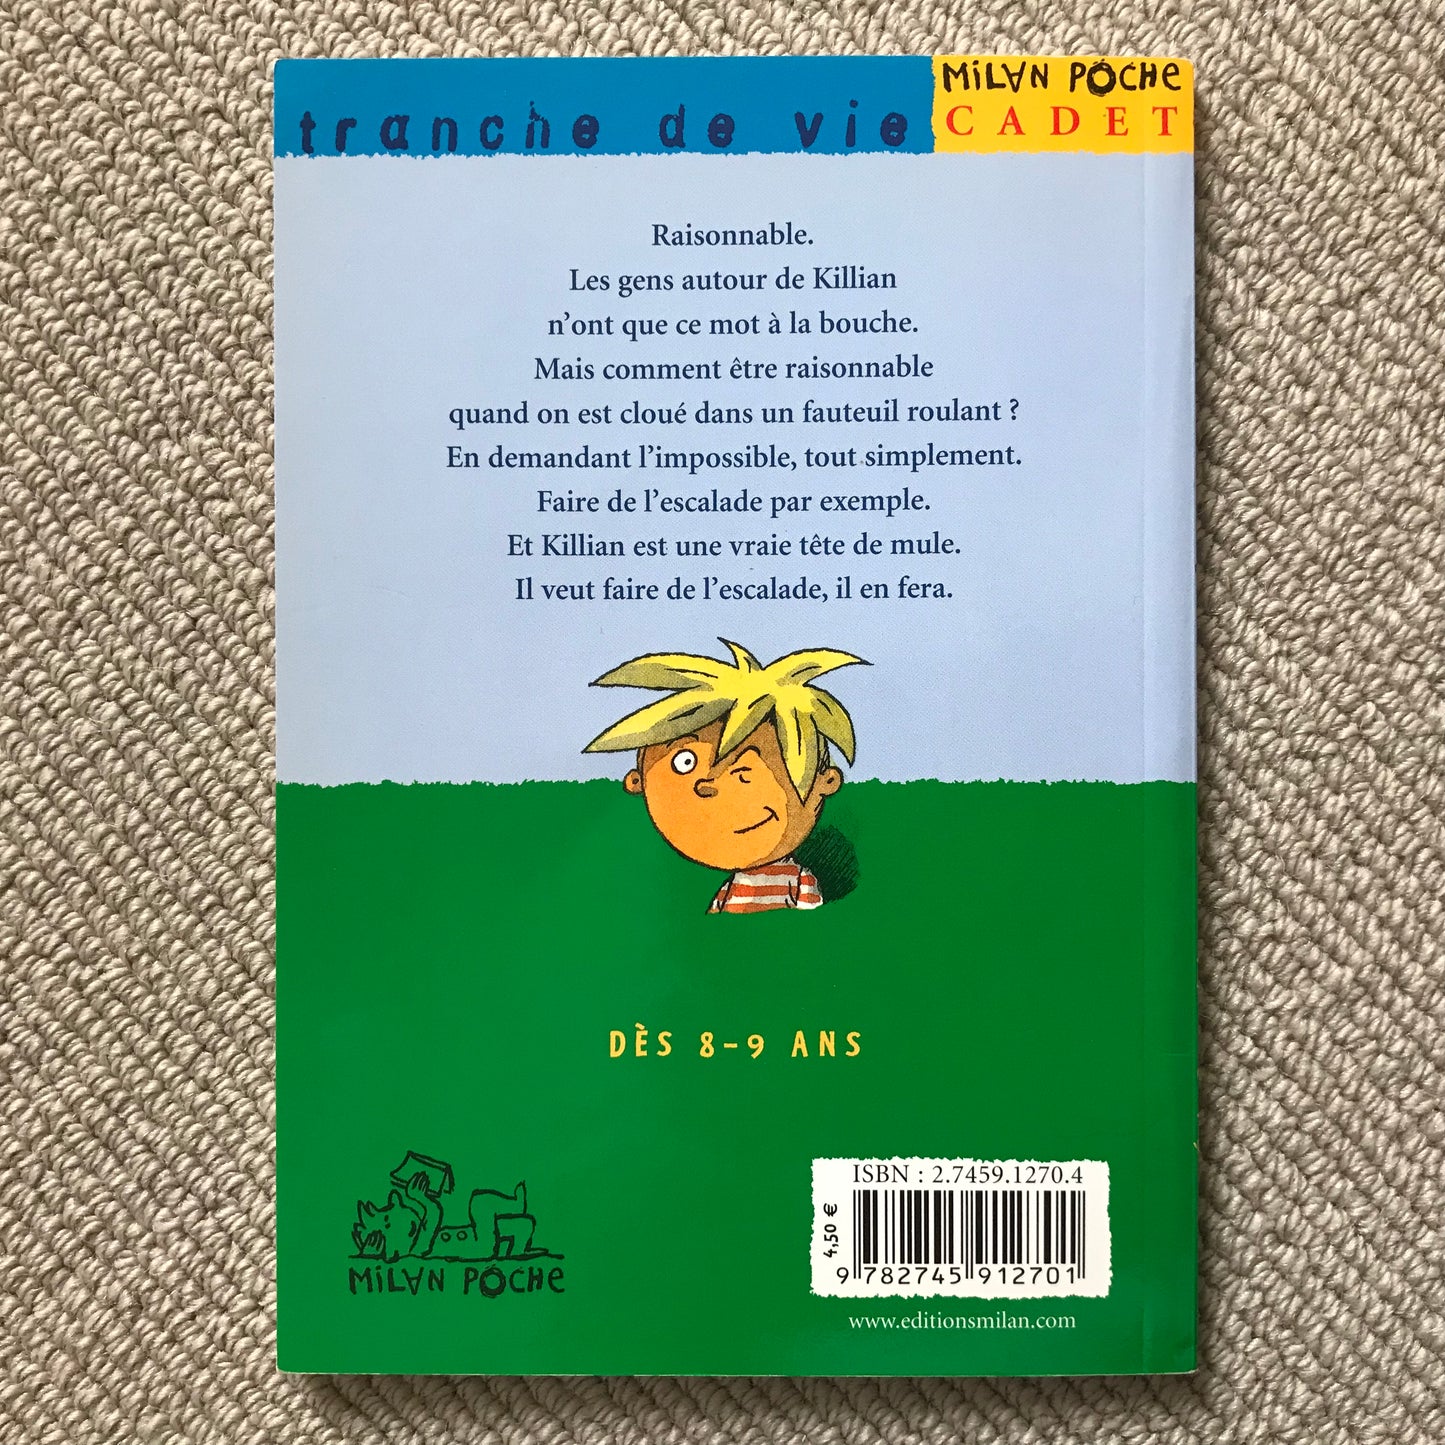 tranche de vie
MiLAN POCHE
CADET
Raisonnable.
Les gens autour de Killian
n'ont que ce mot à la bouche.
Mais comment être raisonnable
quand on est cloué dans un fauteuil roulant ?
En demandant l'impossible, tout simplement.
Faire de l'escalade par exemple.
Et Killian est une vraie tête de mule.
Il veut faire de l'escalade, il en fera.
DÈS 8-9 ANS
MiLAN POCHE
ISBN : 2.7459.1270.4
4,50 €
9 782745 912701
www.editionsmilan.com